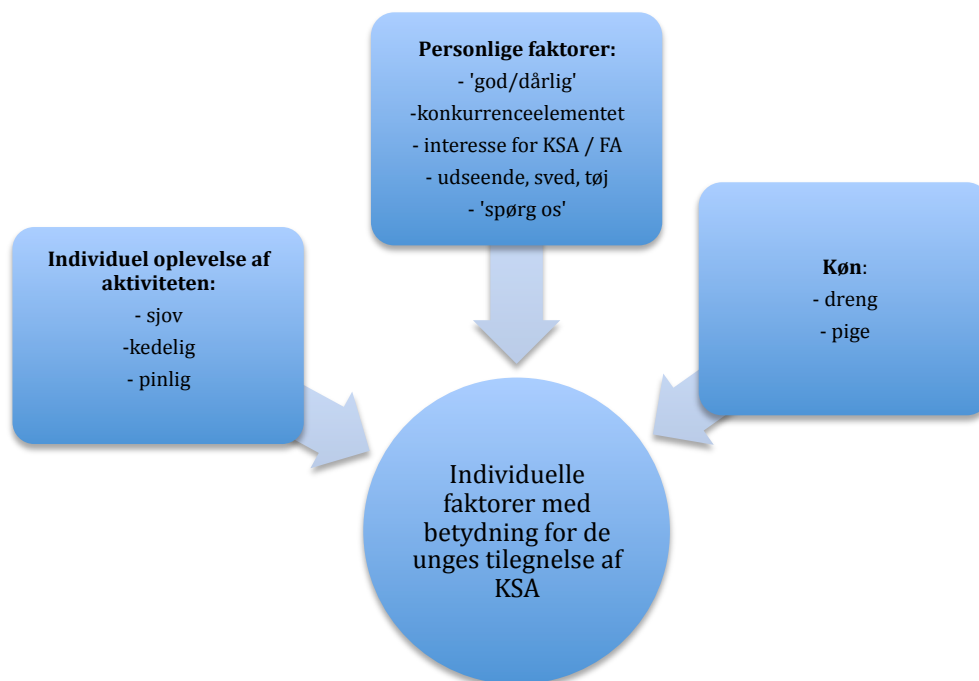 Personlige faktorer:
- 'god/dårlig'
-konkurrenceelementet
- interesse for KSA / FA
- udseende, sved, tøj
- 'spørg os'
Individuel oplevelse af
aktiviteten:
- sjov
-kedelig
- pinlig
Køn:
- dreng
- pige
Individuelle
faktorer med
betydning for de
unges tilegnelse af
KSA